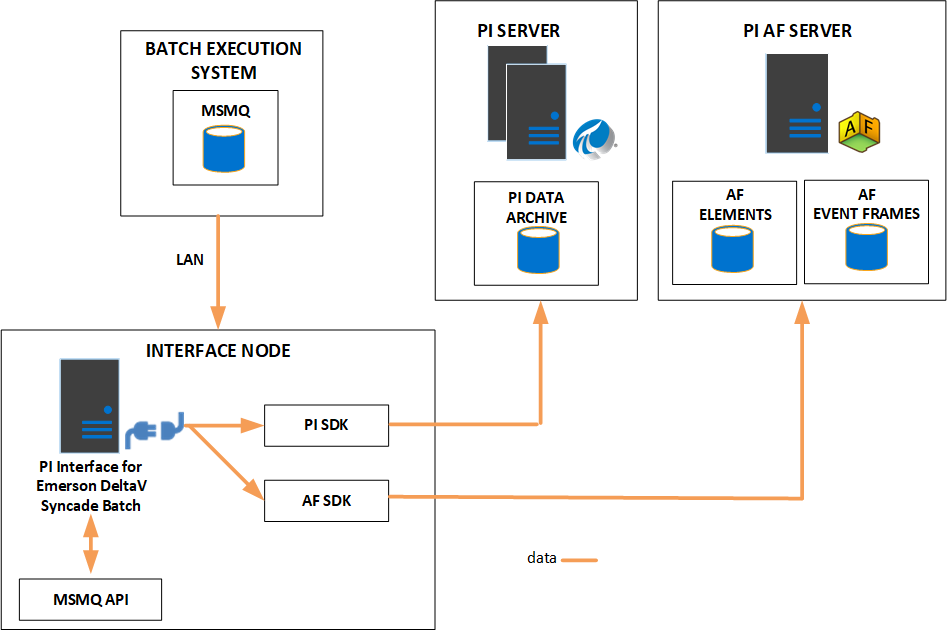 BATCH EXECUTION
SYSTEM
MSMQ
LAN
PI SERVER
PI DATA
ARCHIVE
PI AF SERVER
A F
AF
ELEMENTS
AF
EVENT FRAMES
INTERFACE NODE
PI Interface for
Emerson DeltaV
Syncade Batch
PI SDK
AF SDK
MSMQ API
data